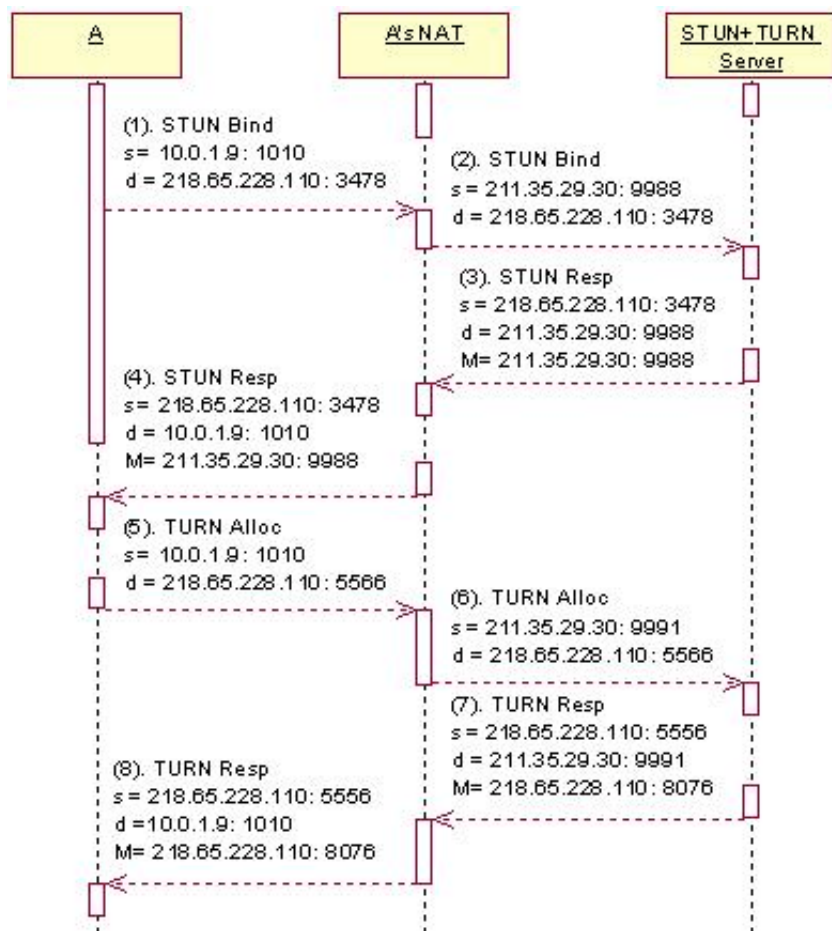 A
A'sNAT
STUN+TURN
Server
(1). STUN Bind
s= 10.0.1.9: 1010
d = 218.65.228.110: 3478
(2). STUN Bind
s = 211.35.29.30: 9988
d = 218.65.228.110: 3478
(3). STUN Resp
s = 218.65.228.110: 3478
d = 211.35.29.30: 9988
M= 211.35.29.30: 9988
(4). STUN Resp
s = 218.65.228.110: 3478
d = 10.0.1.9: 1010
M= 211.35.29.30: 9988
(5). TURN Alloc
s= 10.0.1.9: 1010
d = 218.65.228.110: 5566
(6). TURN Alloc
s = 211.35.29.30: 9991
d = 218.65.228.110: 5566
(7). TURN Resp
s = 218.65.228.110: 5556
d = 211.35.29.30: 9991
M= 218.65.228.110: 8076
(8). TURN Resp
s = 218.65.228.110: 5556
d =10.0.1.9: 1010
M= 218.65.228.110: 8076